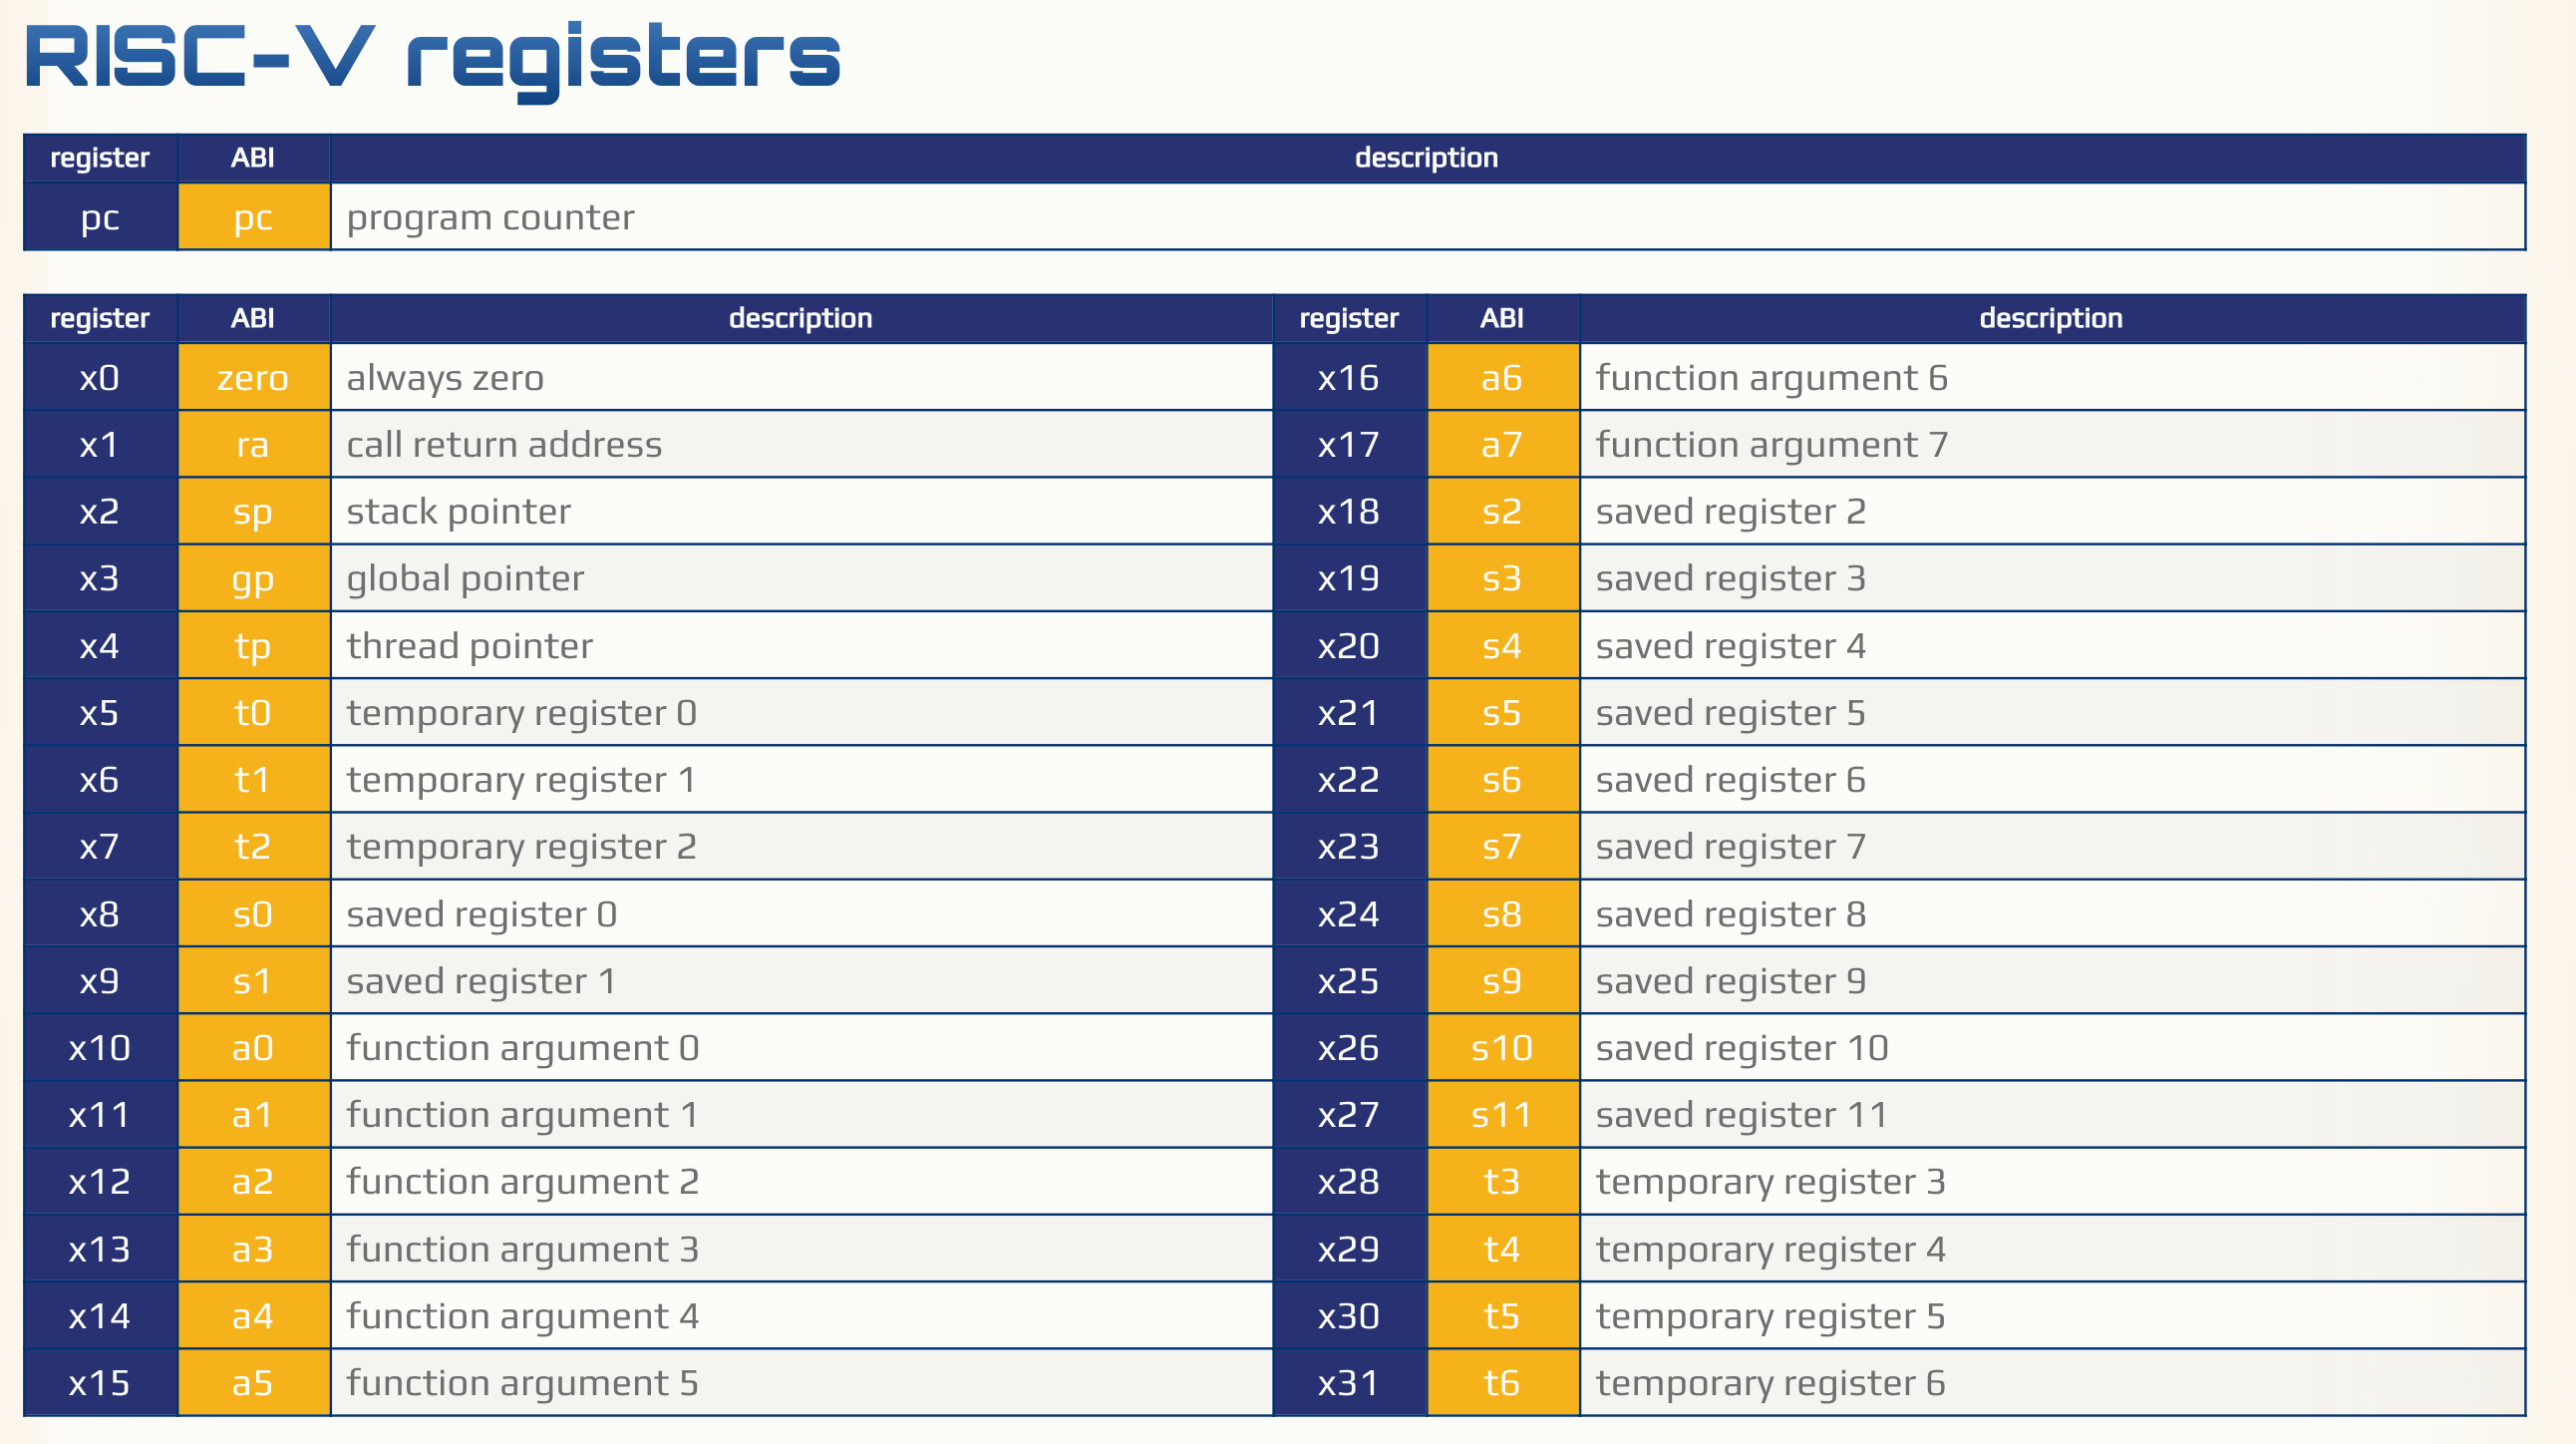 RISC-V registers
register ABI description
pc pc program counter
register ABI description register ABI description
x0 zero always zero x16 a6 function argument 6
x1 ra call return address x17 a7 function argument 7
x2 sp stack pointer x18 s2 saved register 2
x3 gp global pointer x19 s3 saved register 3
x4 tp thread pointer x20 s4 saved register 4
x5 t0 temporary register 0 x21 s5 saved register 5
x6 t1 temporary register 1 x22 s6 saved register 6
x7 t2 temporary register 2 x23 s7 saved register 7
x8 s0 saved register 0 x24 s8 saved register 8
x9 s1 saved register 1 x25 s9 saved register 9
x10 a0 function argument 0 x26 s10 saved register 10
x11 a1 function argument 1 x27 s11 saved register 11
x12 a2 function argument 2 x28 t3 temporary register 3
x13 a3 function argument 3 x29 t4 temporary register 4
x14 a4 function argument 4 x30 t5 temporary register 5
x15 a5 function argument 5 x31 t6 temporary register 6